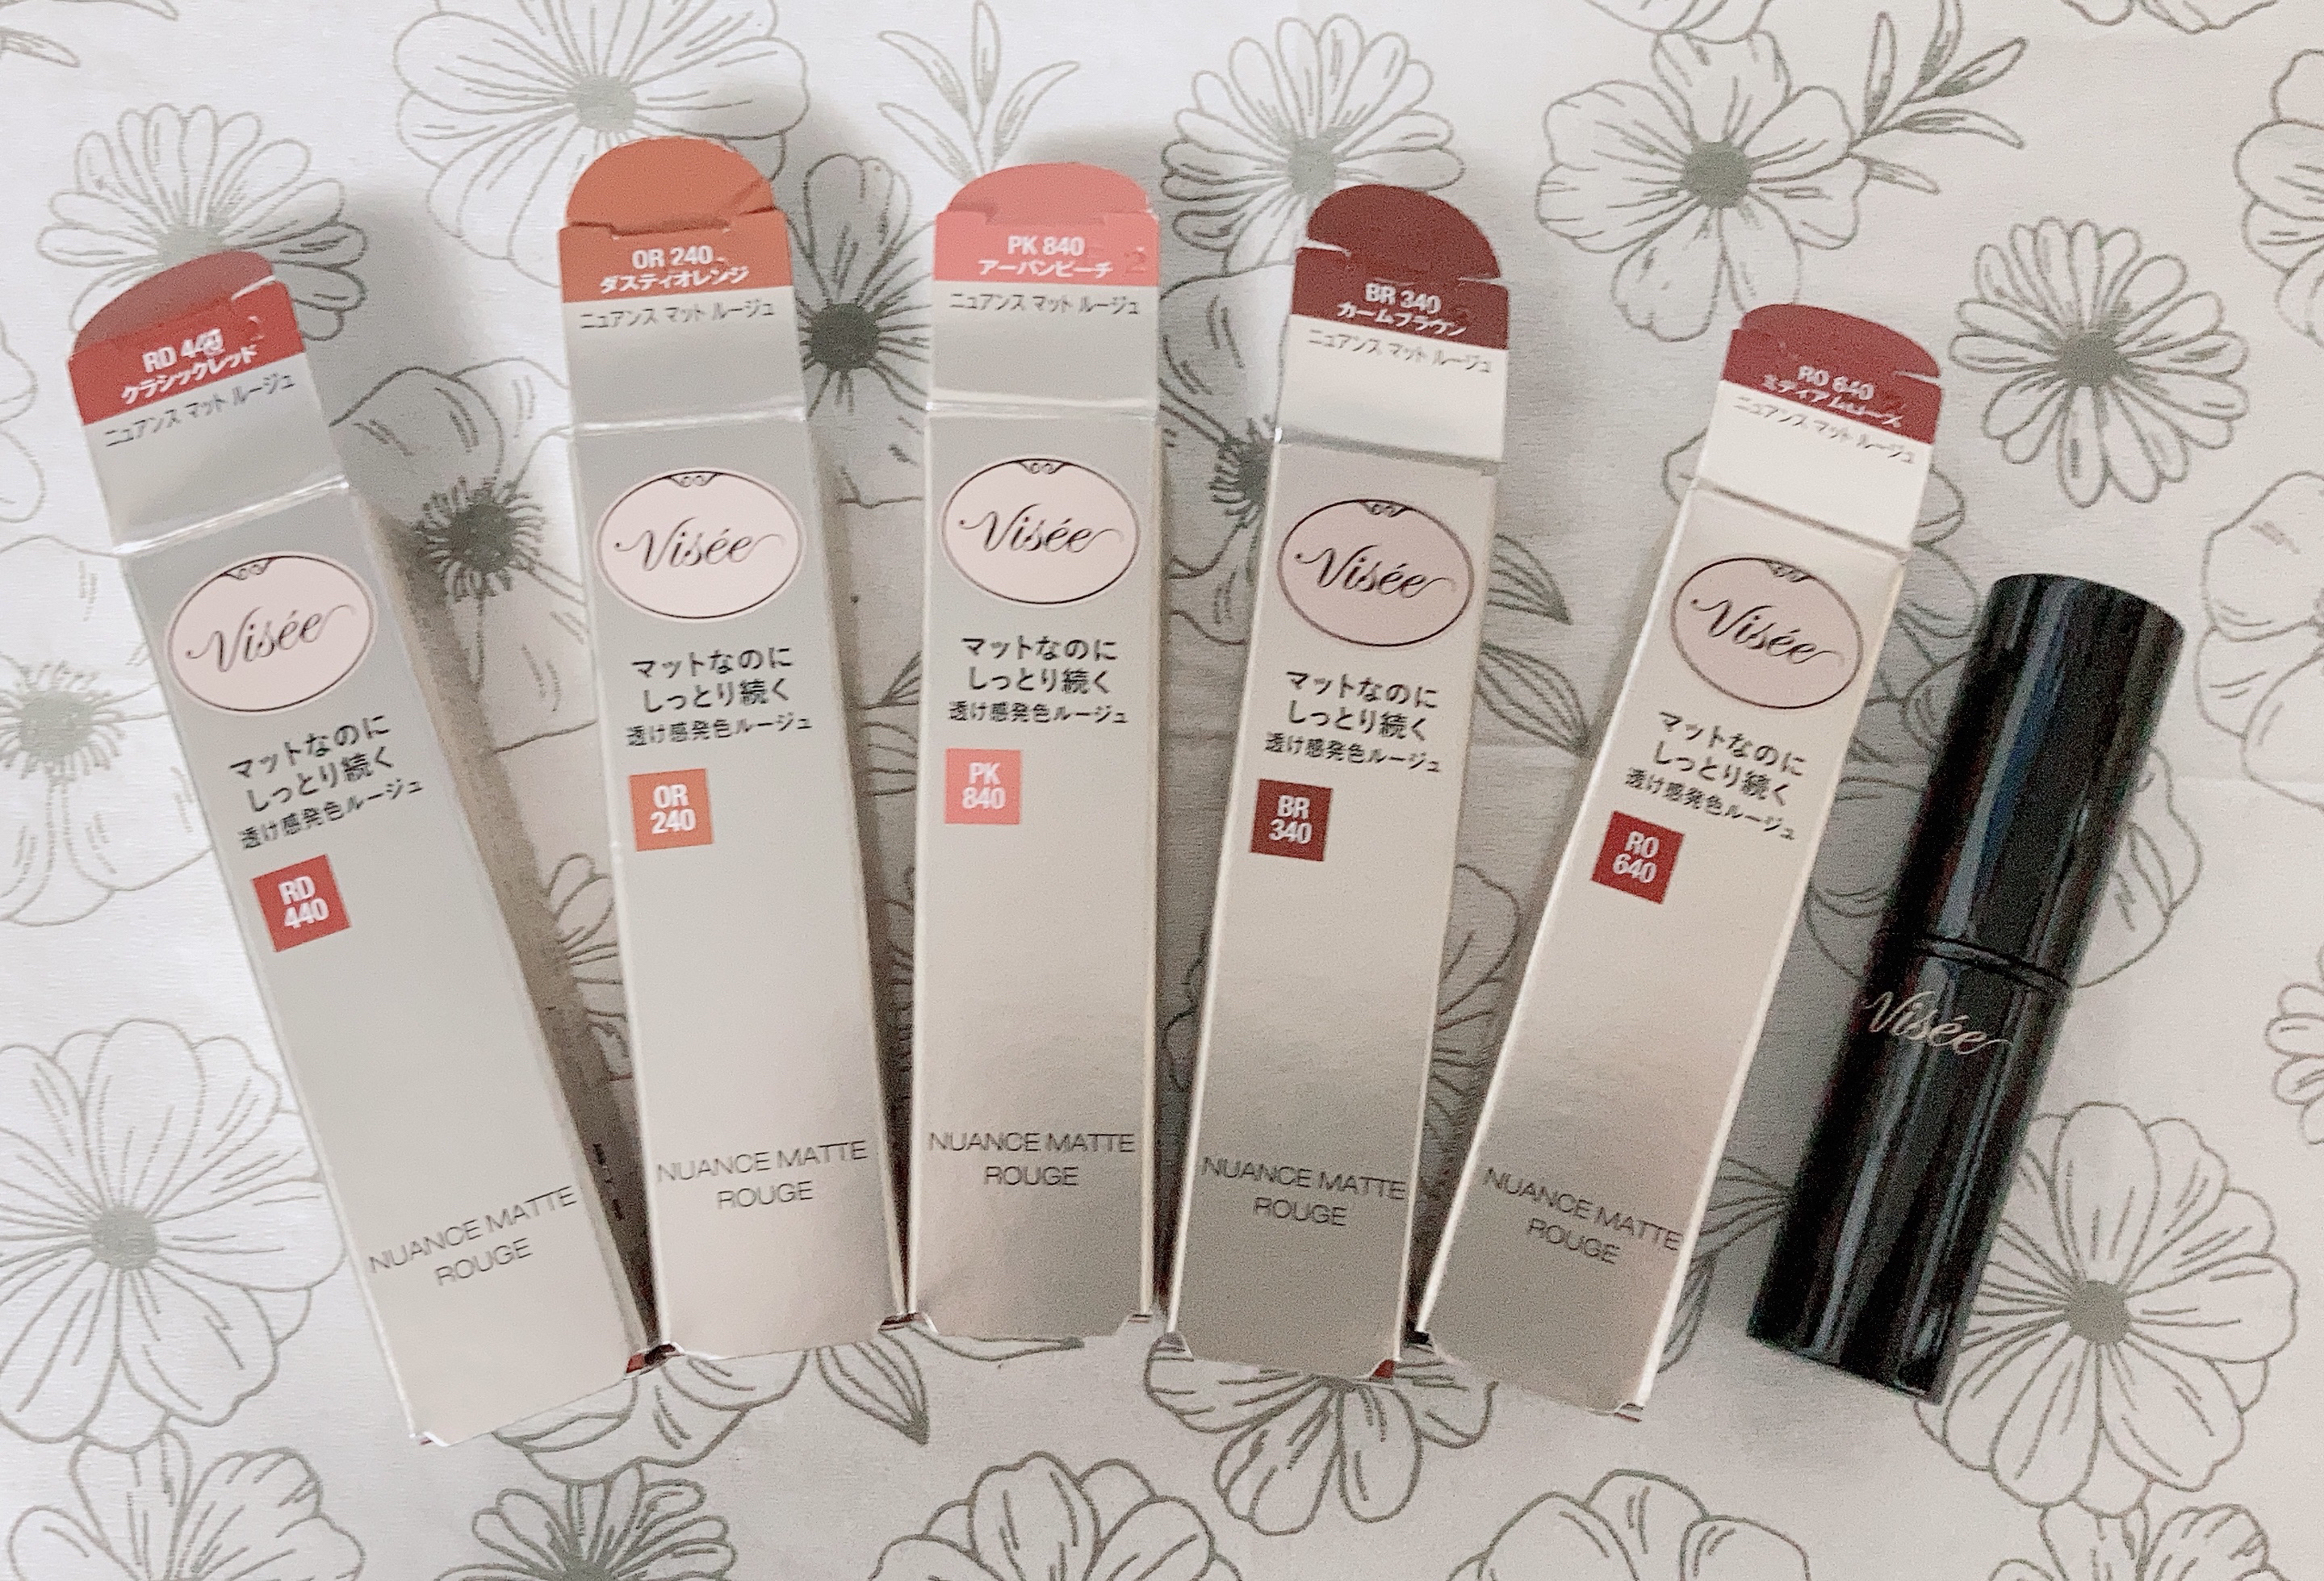 RD 440
クラシックレッド
ニュアンス マット ルージュ
Visée
マットなのに
しっとり続く
透け感発色ルージュ
RD
440
NUANCE MATTE
ROUGE
OR 240
ダスティオレンジ
ニュアンス マット ルージュ
Visée
マットなのに
しっとり続く
透け感発色ルージュ
OR
240
NUANCE MATTE
ROUGE
PK 840
アーバンピーチ
ニュアンス マット ルージュ
Visée
マットなのに
しっとり続く
透け感発色ルージュ
PK
840
NUANCE MATTE
ROUGE
BR 340
カームブラウン
ニュアンス マット ルージュ
Visée
マットなのに
しっとり続く
透け感発色ルージュ
BR
340
NUANCE MATTE
ROUGE
RO 640
ミディアムローズ
ニュアンス マット ルージュ
Visée
マットなのに
しっとり続く
透け感発色ルージュ
RO
640
NUANCE MATTE
ROUGE
Visée